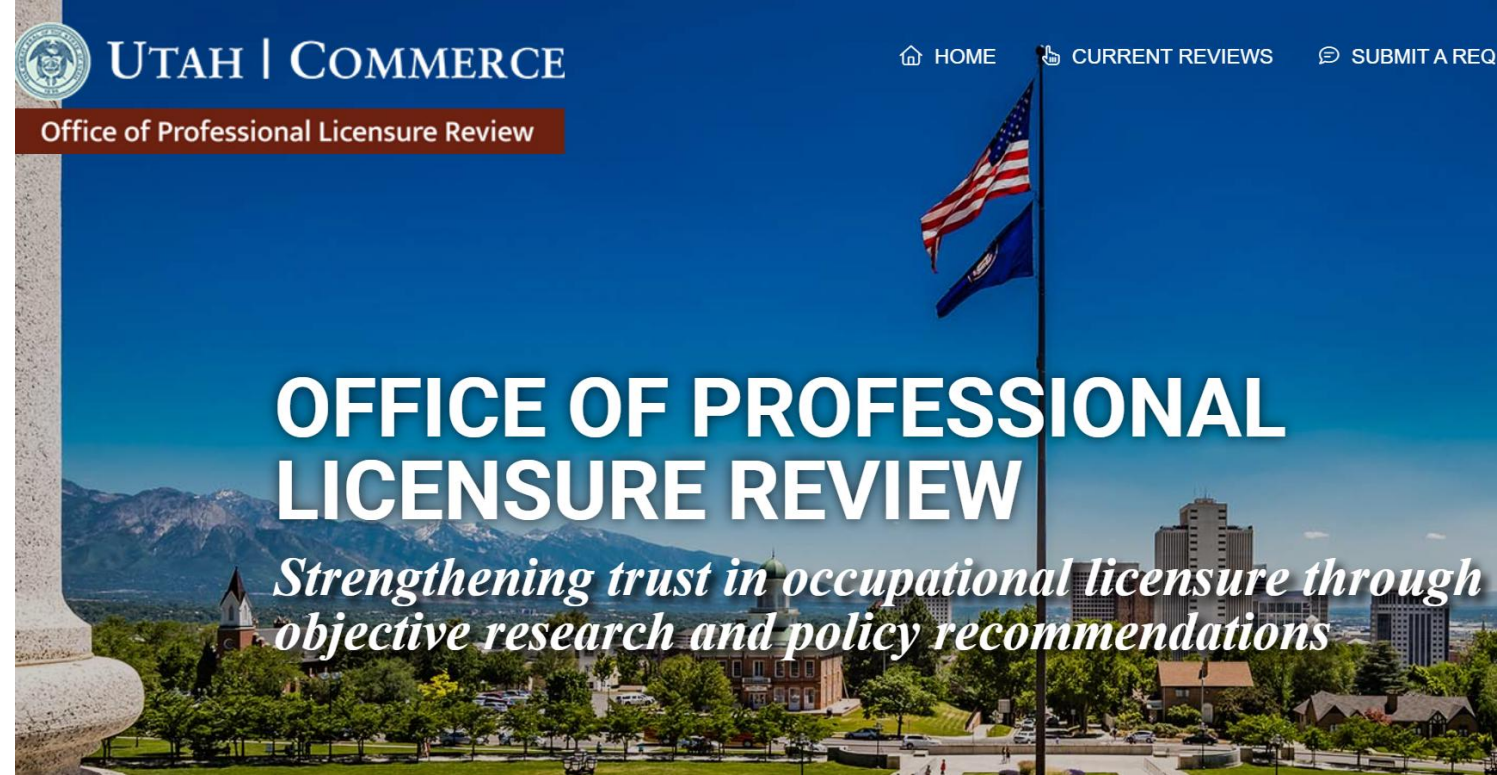 UTAH | COMMERCE
Office of Professional Licensure Review
HOME
CURRENT REVIEWS
SUBMIT A REQ
OFFICE OF PROFESSIONAL
LICENSURE REVIEW
Strengthening trust in occupational licensure through
objective research and policy recommendations